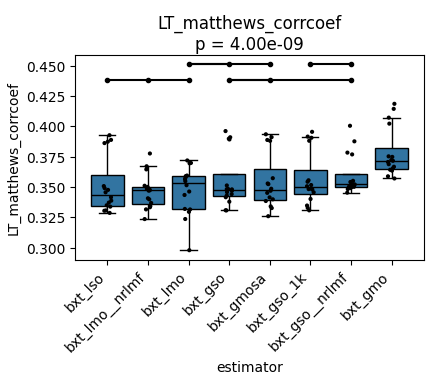 LT_matthews_corrcoef
p = 4.00e-09
LT_matthews_corrcoef
0.450
0.425
0.400
0.375
0.350
0.325
0.300
bxt_lso
bxt_lmo__nrlmf
bxt_lmo
bxt_gso
bxt_gmosa
bxt_gso_1k
bxt_gso__nrlmf
bxt_gmo
estimator